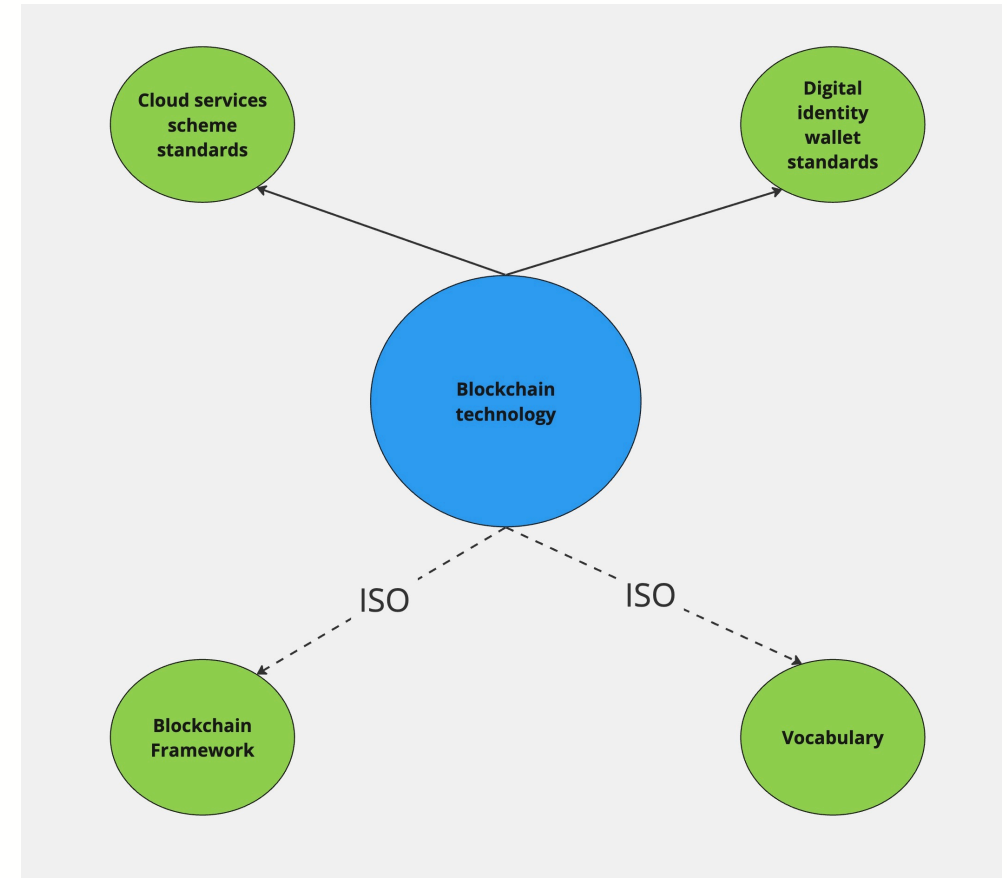 Cloud services
scheme
standards
Digital
identity
wallet
standards
Blockchain
technology
ISO
ISO
Blockchain
Framework
Vocabulary